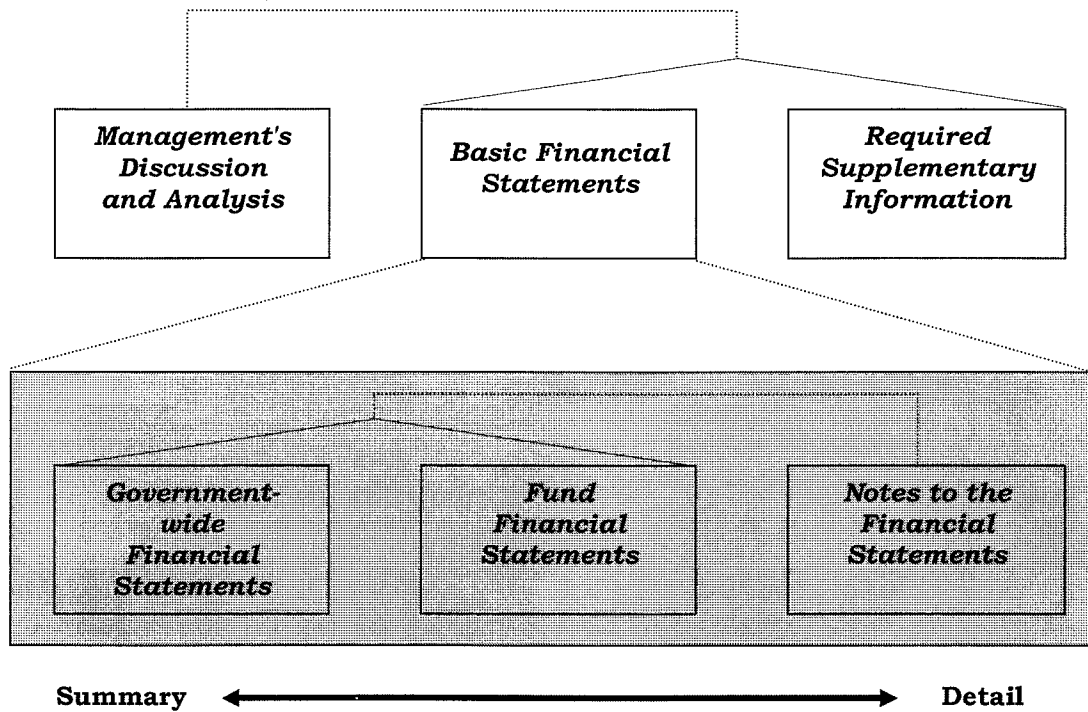 Management's
Discussion
and Analysis
Basic Financial
Statements
Required
Supplementary
Information
Government-
wide
Financial
Statements
Fund
Financial
Statements
Notes to the
Financial
Statements
Summary
Detail